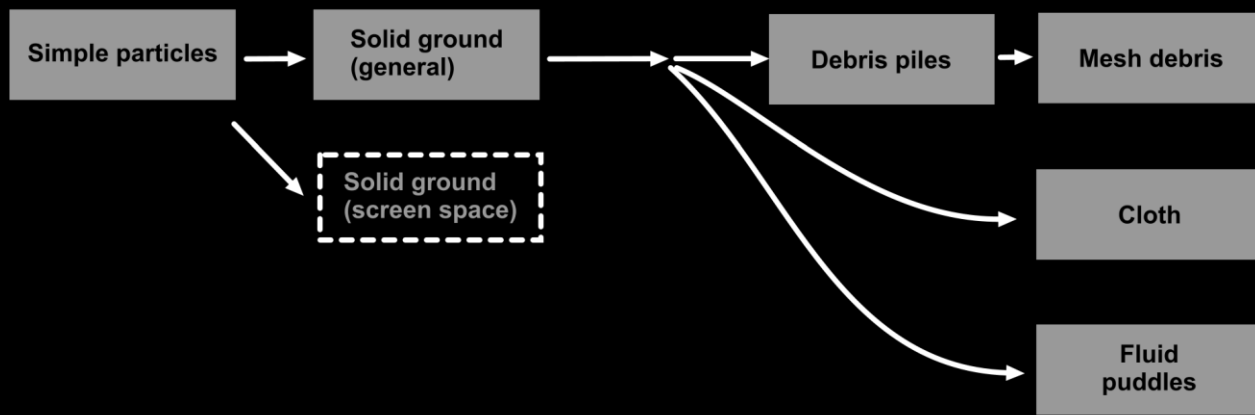 Simple particles
Solid ground
(general)
Debris piles
Mesh debris
Solid ground
(screen space)
Cloth
Fluid
puddles